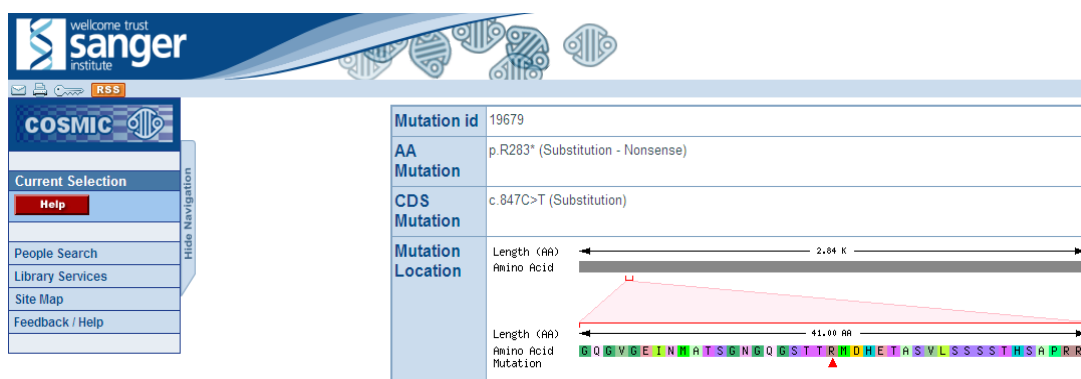 wellcome trust
sanger
institute
RSS
COSMIC
Current Selection
Help
Hide Navigation
People Search
Library Services
Site Map
Feedback / Help
Mutation id 19679
AA Mutation p.R283* (Substitution - Nonsense)
CDS Mutation c.847C>T (Substitution)
Mutation Location
Length (AA) 2.84 K
Amino Acid
Length (AA) 41.00 AA
Amino Acid G Q G V G E I N M A T S G N G Q G S T T R M D H E T A S V L S S S S T H S A P R R
Mutation